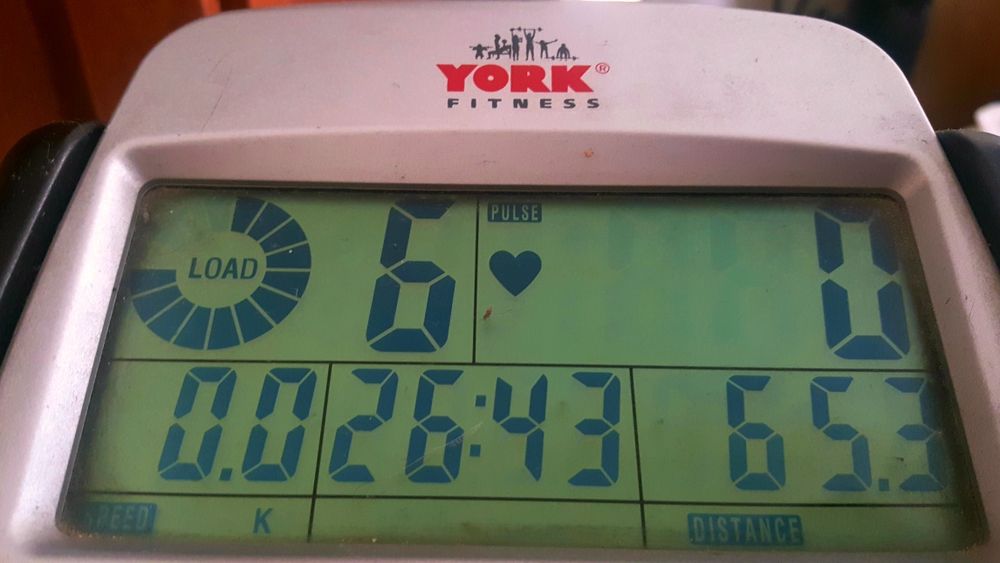 YORK®
FITNESS
LOAD 6 PULSE 0
0.0 26:43 65.3
SPEED K DISTANCE